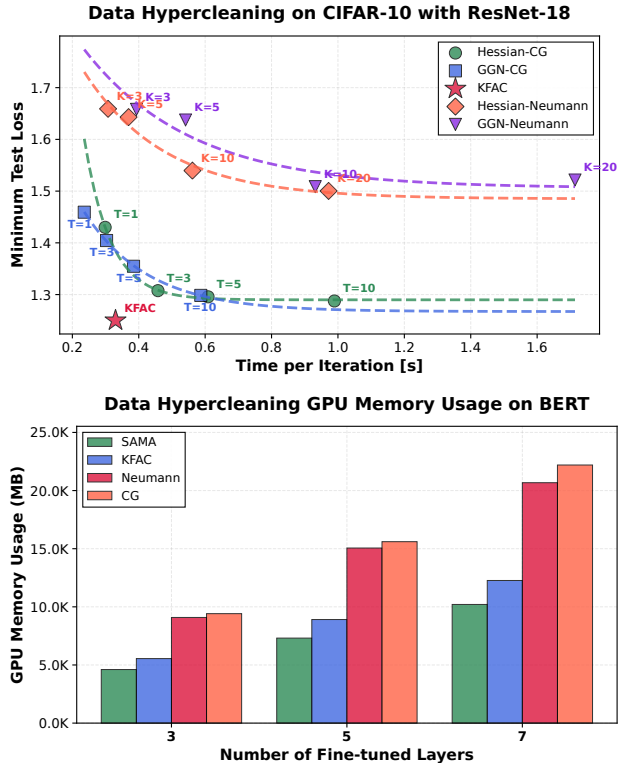 Data Hypercleaning on CIFAR-10 with ResNet-18
Minimum Test Loss
1.7
1.6
1.5
1.4
1.3
Hessian-CG
GGN-CG
KFAC
Hessian-Neumann
GGN-Neumann
K=3
K=3
K=5
K=5
K=10
K=10
K=20
K=20
T=1
T=1
T=3
T=5
T=3
T=5
T=10
T=10
KFAC
0.2 0.4 0.6 0.8 1.0 1.2 1.4 1.6
Time per Iteration [s]
Data Hypercleaning GPU Memory Usage on BERT
GPU Memory Usage (MB)
25.0K
20.0K
15.0K
10.0K
5.0K
0.0K
SAMA
KFAC
Neumann
CG
3 5 7
Number of Fine-tuned Layers